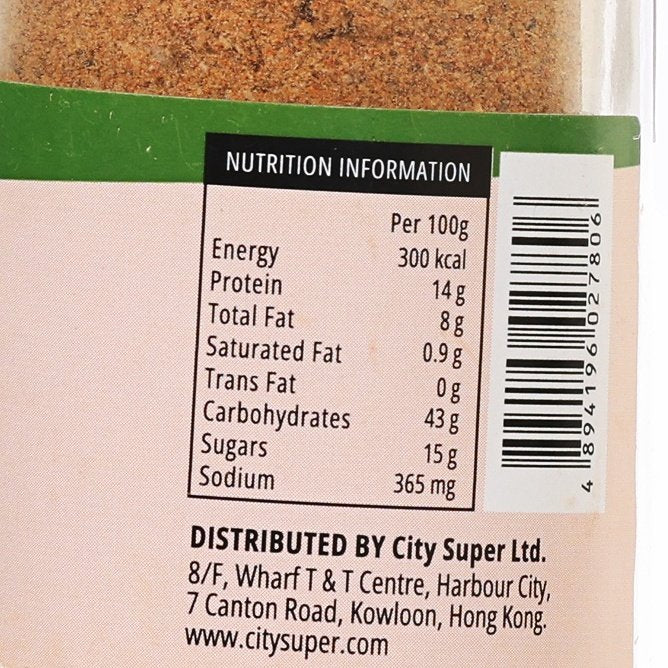 NUTRITION INFORMATION
Per 100g
Energy 300 kcal
Protein 14 g
Total Fat 8 g
Saturated Fat 0.9 g
Trans Fat 0 g
Carbohydrates 43 g
Sugars 15 g
Sodium 365 mg
4 894196 027806
DISTRIBUTED BY City Super Ltd.
8/F, Wharf T & T Centre, Harbour City,
7 Canton Road, Kowloon, Hong Kong.
www.citysuper.com